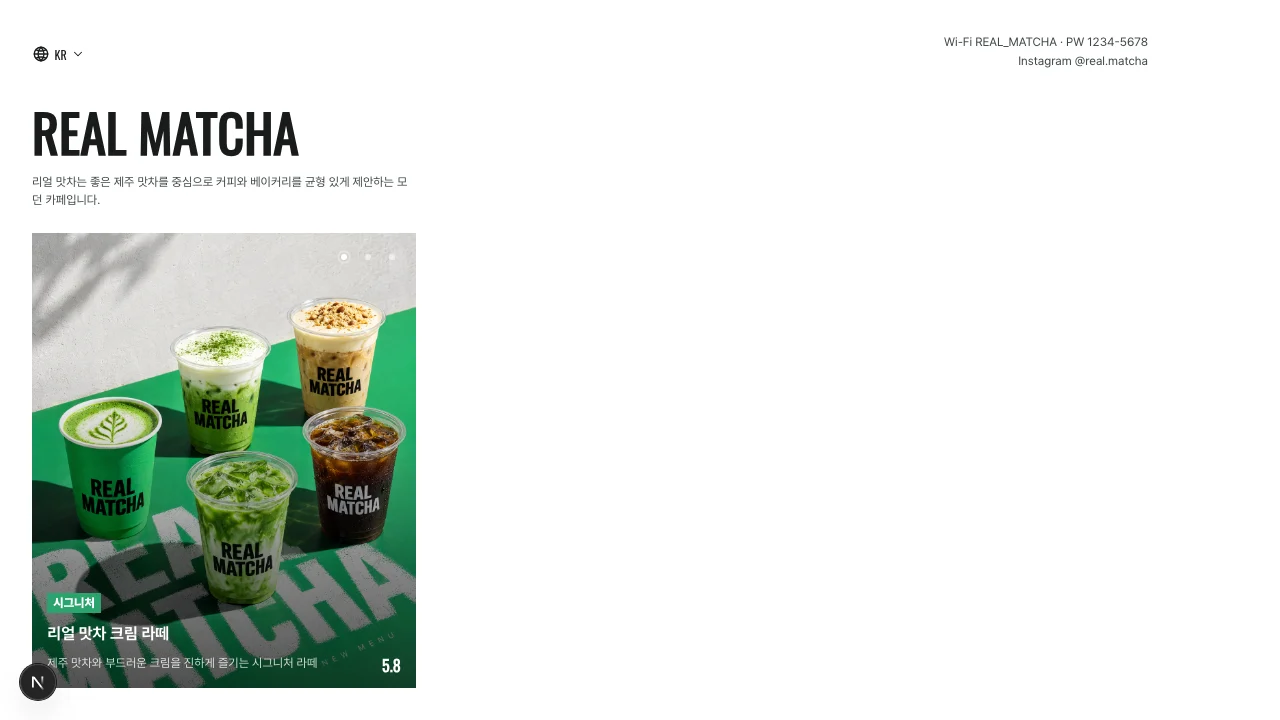 KR
Wi-Fi REAL_MATCHA · PW 1234-5678
Instagram @real.matcha
REAL MATCHA
리얼 맛차는 좋은 제주 맛차를 중심으로 커피와 베이커리를 균형 있게 제안하는 모
던 카페입니다.
REAL
MATCHA
REAL
MATCHA
REAL
MATCHA
REAL
MATCHA
REAL
MATCHA
REAL
MATCHA
시그니처
리얼 맛차 크림 라떼
NEW MENU
제주 맛차와 부드러운 크림을 진하게 즐기는 시그니처 라떼
5.8
N